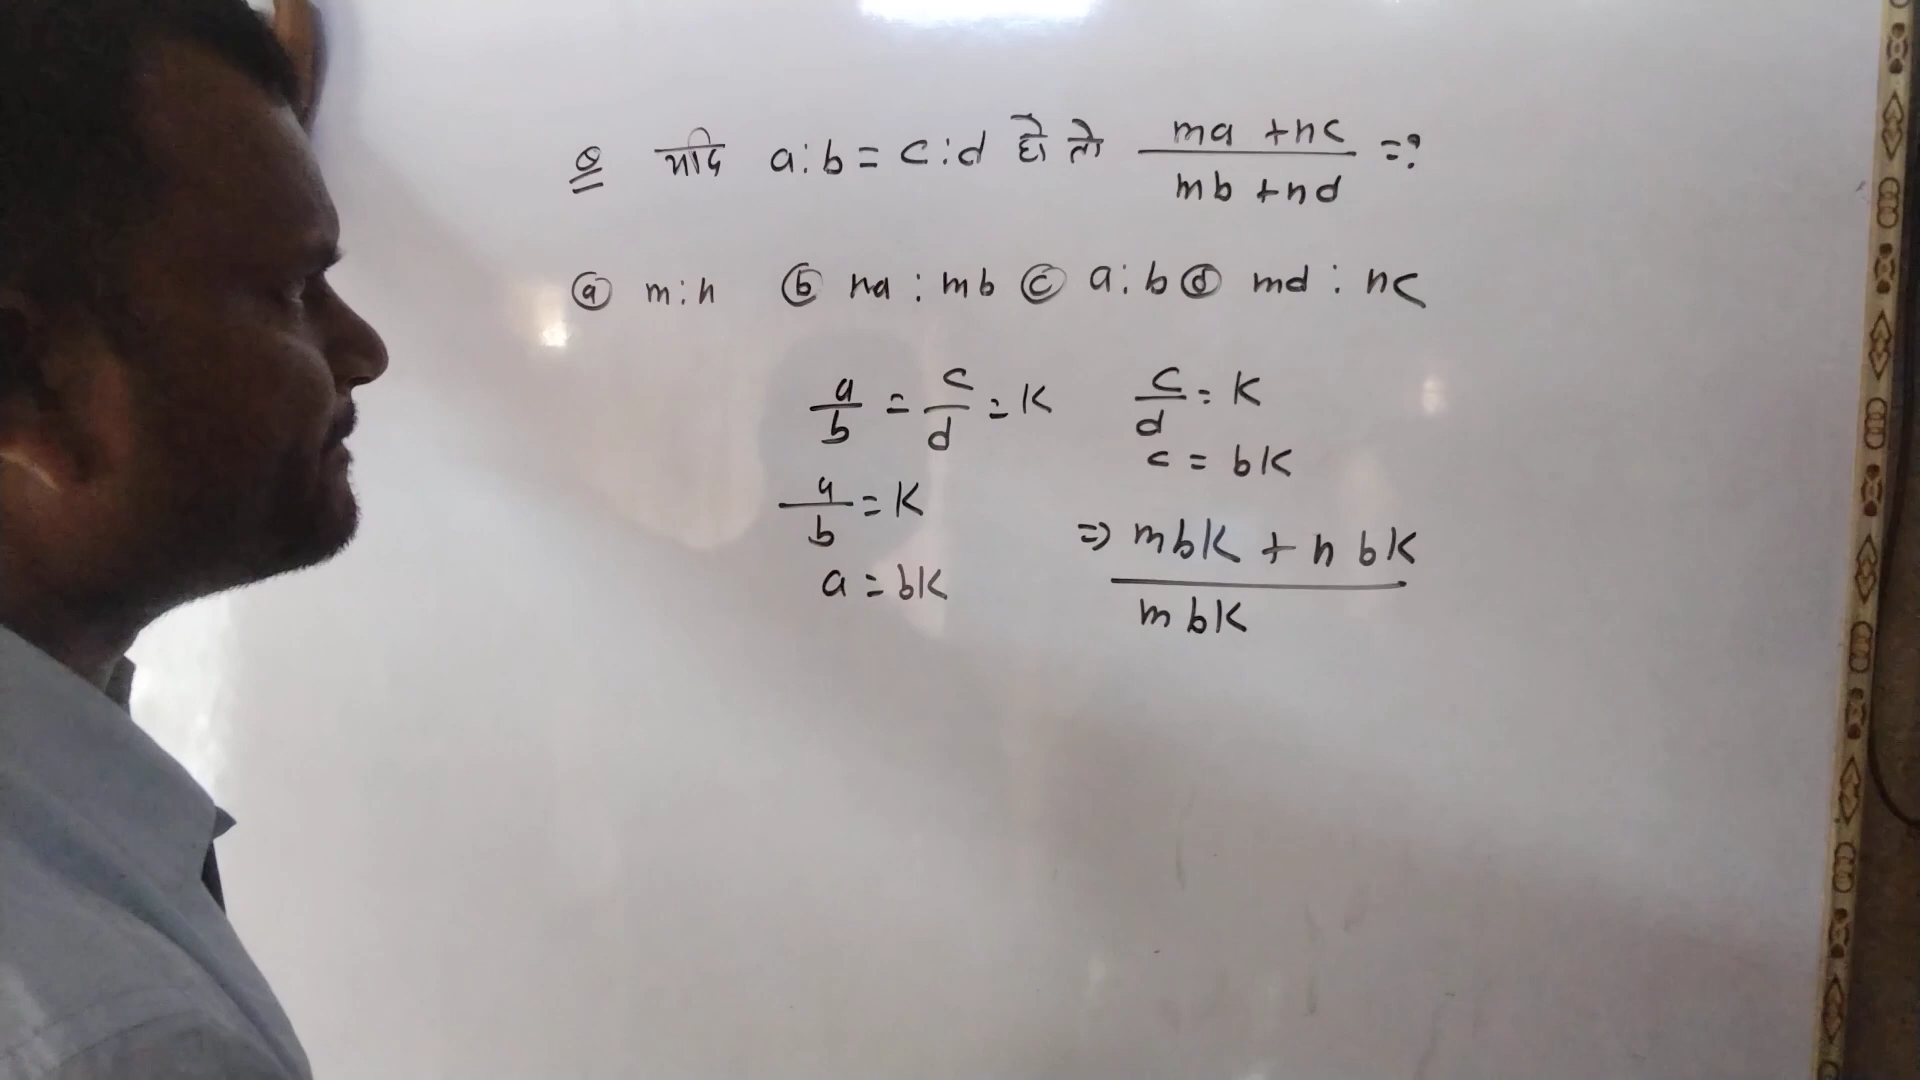 Q यदि a:b = c:d हो तो ma +nc / mb +nd =?
(a) m:n (b) na : mb (c) a:b (d) md : nc
a/b = c/d = K c/d = K
c = bK
a/b = K
a = bK
=> mbK + n bK / m bK